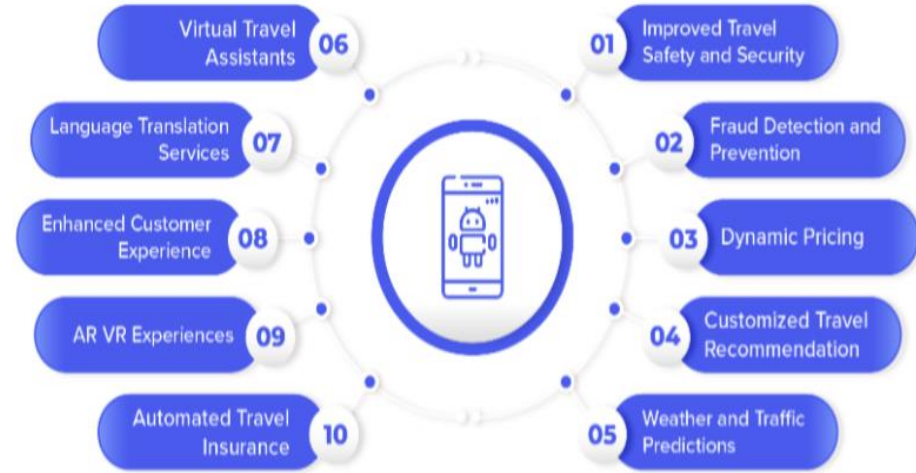 01
Improved Travel
Safety and Security
02
Fraud Detection and
Prevention
03
Dynamic Pricing
04
Customized Travel
Recommendation
05
Weather and Traffic
Predictions
06
Virtual Travel
Assistants
07
Language Translation
Services
08
Enhanced Customer
Experience
09
AR VR Experiences
10
Automated Travel
Insurance